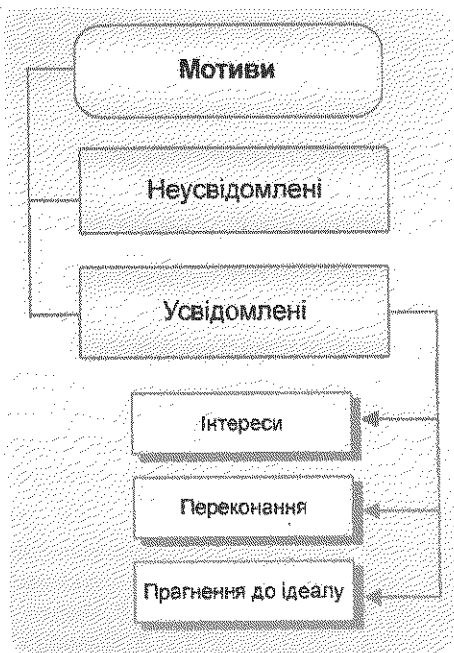 Мотиви
Неусвідомлені
Усвідомлені
Інтереси
Переконання
Прагнення до ідеалу